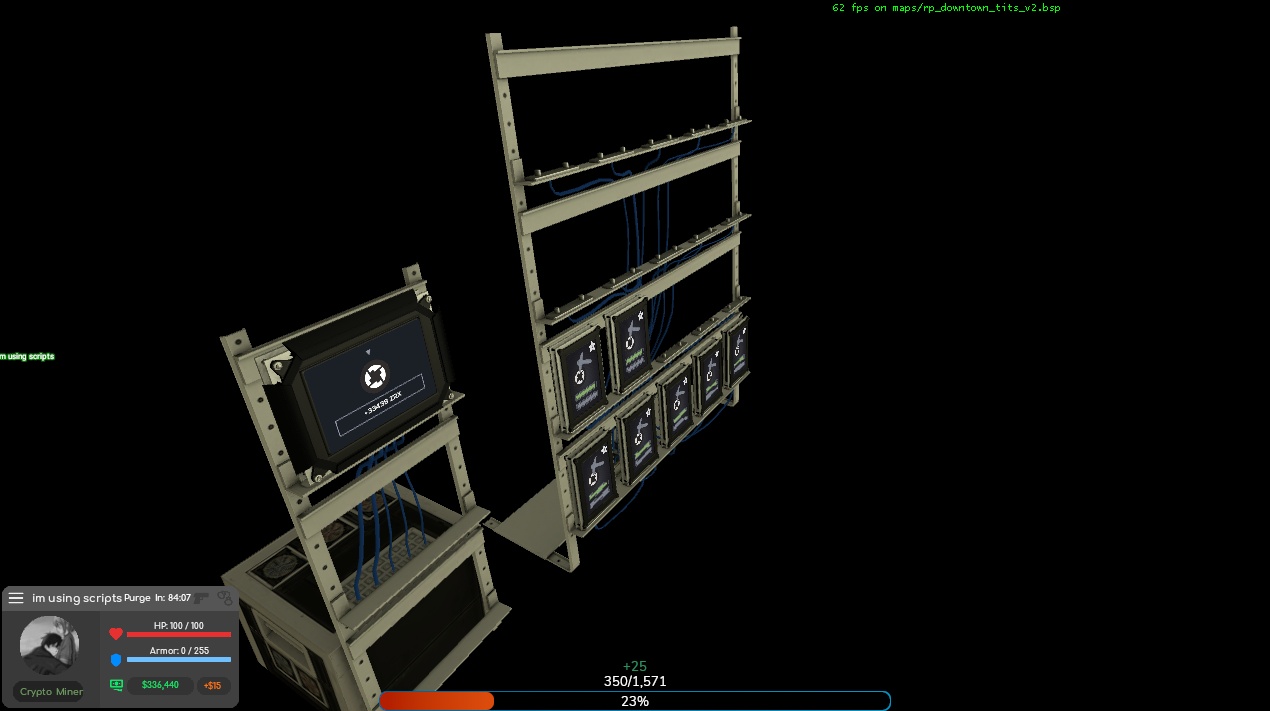 62 fps on maps/rp_downtown_tits_v2.bsp
m using scripts
.33439 ZRX
im using scripts Purge In: 84:07
HP: 100 / 100
Armor: 0 / 255
Crypto Miner
$336,440
+$15
+25
350/1,571
23%